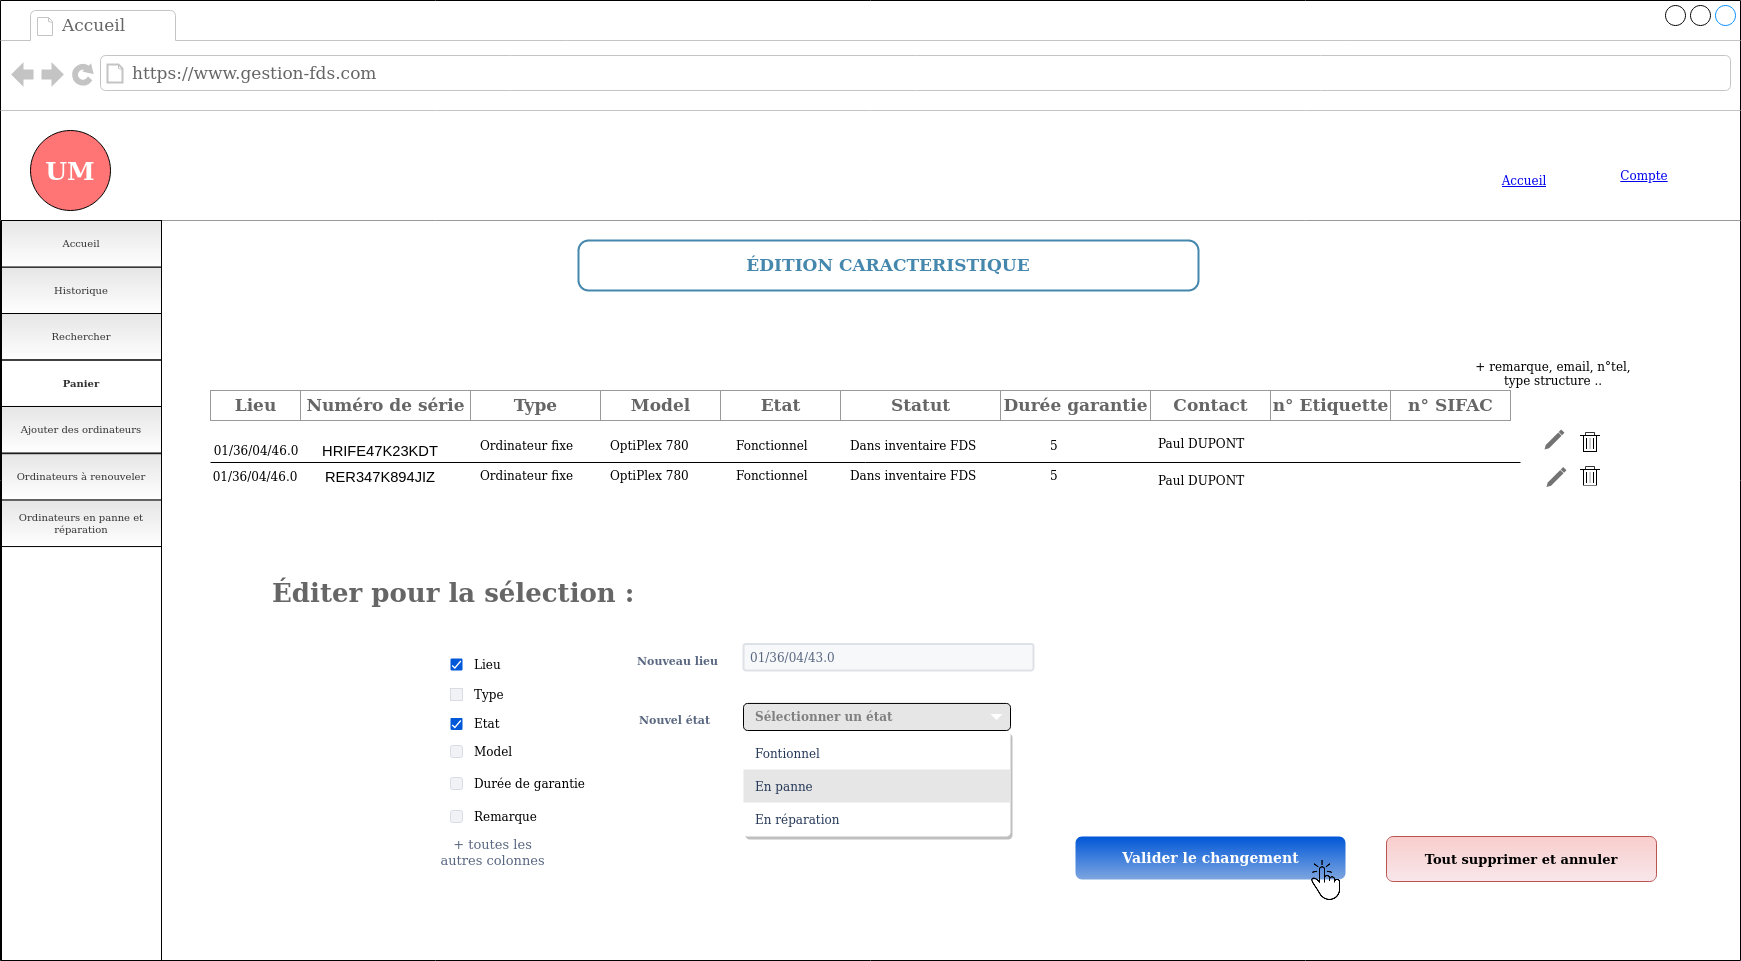 Accueil
https://www.gestion-fds.com
UM
Accueil
Compte
Accueil
Historique
Rechercher
Panier
Ajouter des ordinateurs
Ordinateurs à renouveler
Ordinateurs en panne et
réparation
ÉDITION CARACTERISTIQUE
+ remarque, email, n°tel,
type structure ..
Lieu Numéro de série Type Model Etat Statut Durée garantie Contact n° Etiquette n° SIFAC
01/36/04/46.0 HRIFE47K23KDT Ordinateur fixe OptiPlex 780 Fonctionnel Dans inventaire FDS 5 Paul DUPONT
01/36/04/46.0 RER347K894JIZ Ordinateur fixe OptiPlex 780 Fonctionnel Dans inventaire FDS 5 Paul DUPONT
Éditer pour la sélection :
Lieu
Type
Etat
Model
Durée de garantie
Remarque
+ toutes les
autres colonnes
Nouveau lieu 01/36/04/43.0
Nouvel état Sélectionner un état
Fontionnel
En panne
En réparation
Valider le changement
Tout supprimer et annuler